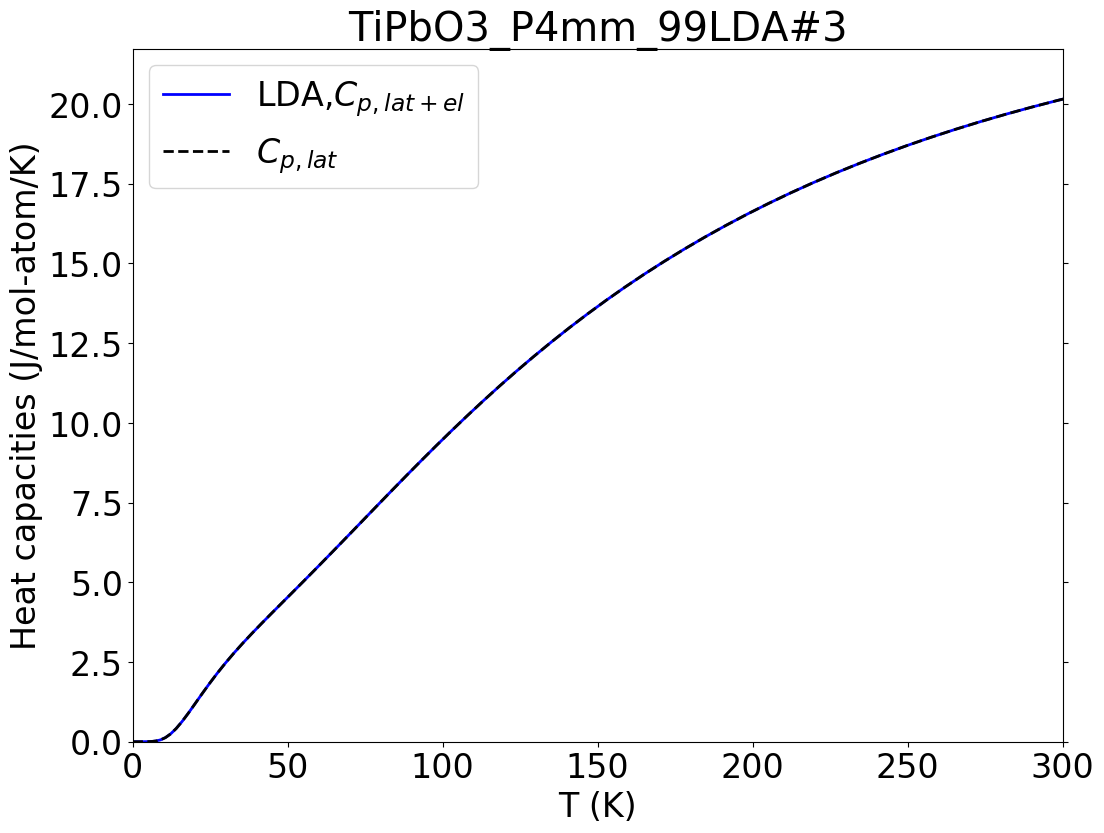 TiPbO3_P4mm_99LDA#3
LDA,C_{p, lat+el}
C_{p, lat}
Heat capacities (J/mol-atom/K)
20.0
17.5
15.0
12.5
10.0
7.5
5.0
2.5
0.0
0 50 100 150 200 250 300
T (K)